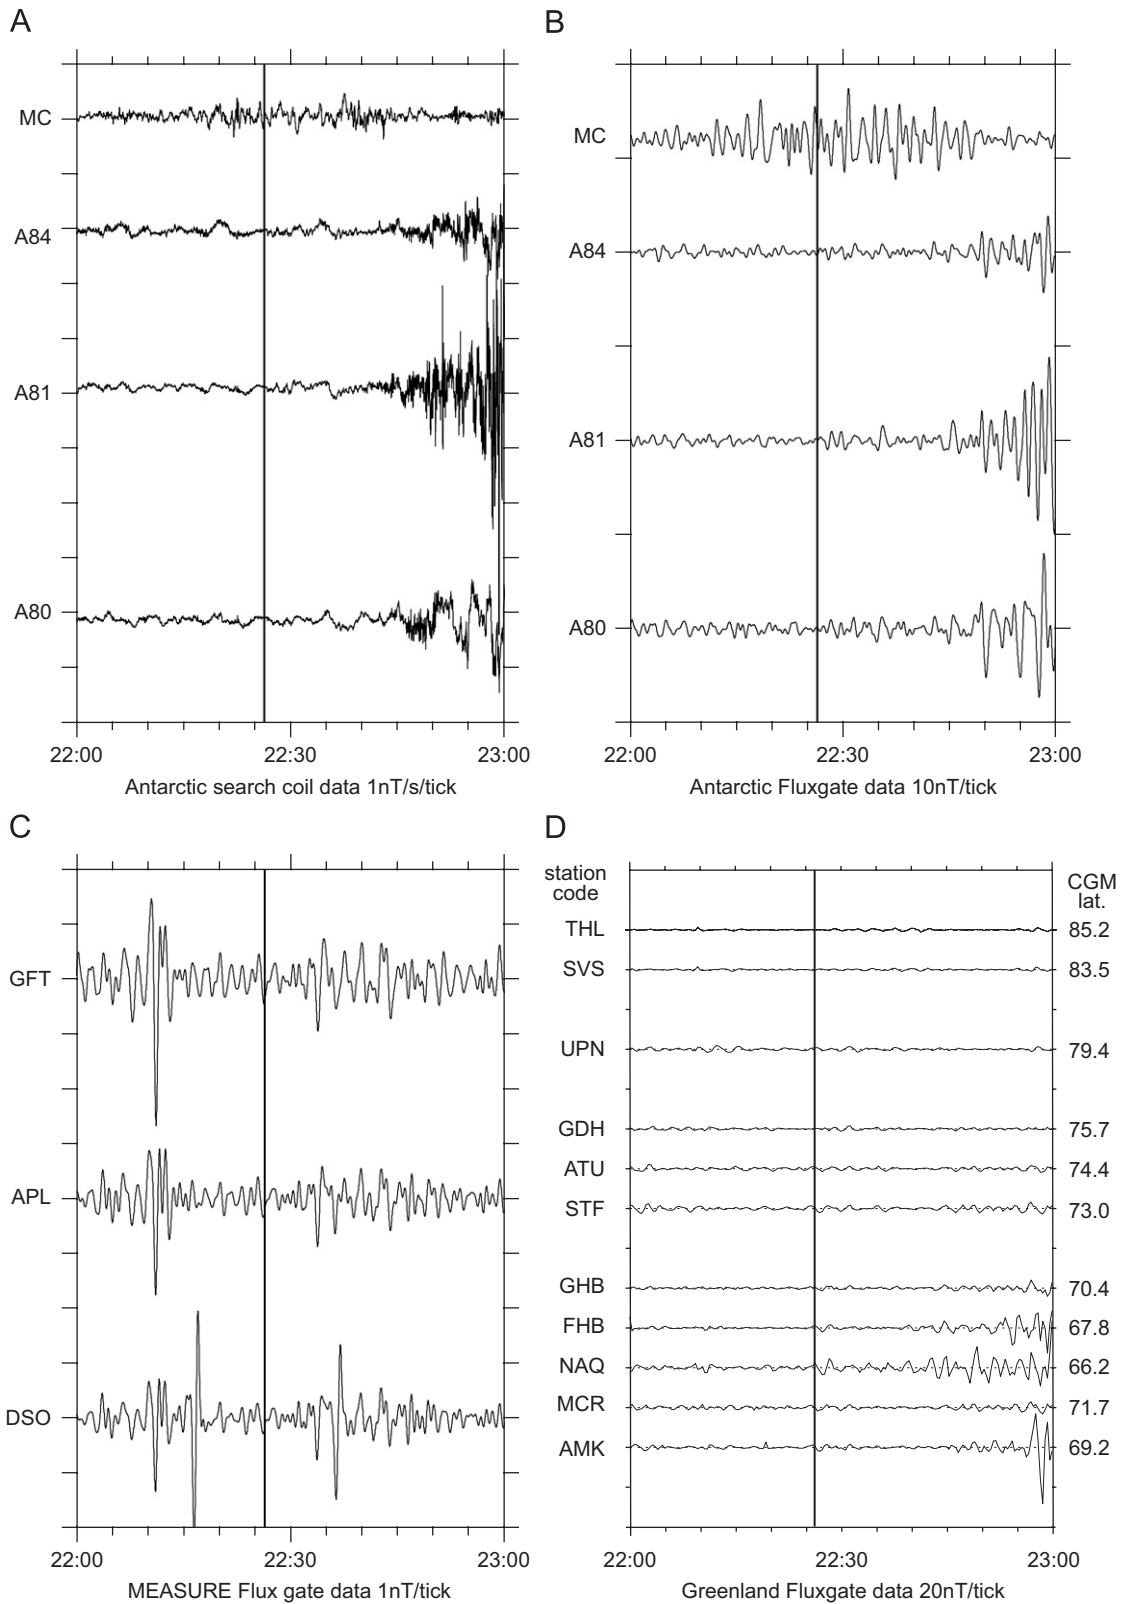 A
B
MC
A84
A81
A80
22:00
22:30
23:00
Antarctic search coil data 1nT/s/tick
MC
A84
A81
A80
22:00
22:30
23:00
Antarctic Fluxgate data 10nT/tick
C
D
GFT
APL
DSO
22:00
22:30
23:00
MEASURE Flux gate data 1nT/tick
station
code
CGM
lat.
THL 85.2
SVS 83.5
UPN 79.4
GDH 75.7
ATU 74.4
STF 73.0
GHB 70.4
FHB 67.8
NAQ 66.2
MCR 71.7
AMK 69.2
22:00
22:30
23:00
Greenland Fluxgate data 20nT/tick